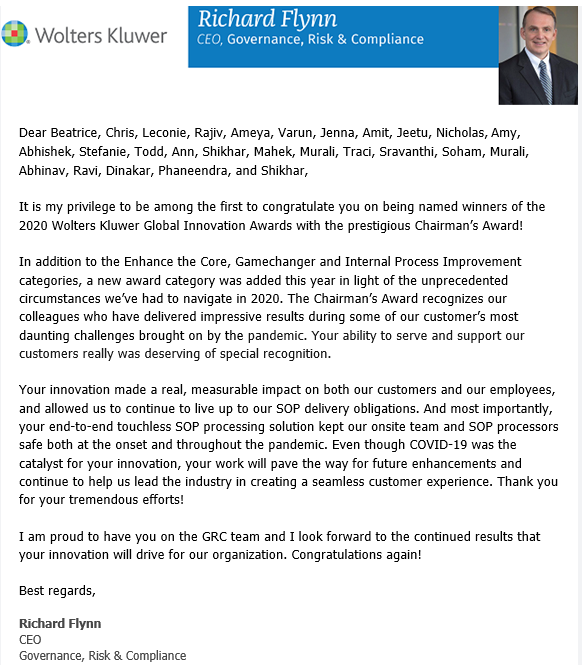 Wolters Kluwer
Richard Flynn
CEO, Governance, Risk & Compliance
Dear Beatrice, Chris, Leconie, Rajiv, Ameya, Varun, Jenna, Amit, Jeetu, Nicholas, Amy,
Abhishek, Stefanie, Todd, Ann, Shikhar, Mahek, Murali, Traci, Sravanthi, Soham, Murali,
Abhinav, Ravi, Dinakar, Phaneendra, and Shikhar,
It is my privilege to be among the first to congratulate you on being named winners of the
2020 Wolters Kluwer Global Innovation Awards with the prestigious Chairman’s Award!
In addition to the Enhance the Core, Gamechanger and Internal Process Improvement
categories, a new award category was added this year in light of the unprecedented
circumstances we’ve had to navigate in 2020. The Chairman’s Award recognizes our
colleagues who have delivered impressive results during some of our customer’s most
daunting challenges brought on by the pandemic. Your ability to serve and support our
customers really was deserving of special recognition.
Your innovation made a real, measurable impact on both our customers and our employees,
and allowed us to continue to live up to our SOP delivery obligations. And most importantly,
your end-to-end touchless SOP processing solution kept our onsite team and SOP processors
safe both at the onset and throughout the pandemic. Even though COVID-19 was the
catalyst for your innovation, your work will pave the way for future enhancements and
continue to help us lead the industry in creating a seamless customer experience. Thank you
for your tremendous efforts!
I am proud to have you on the GRC team and I look forward to the continued results that
your innovation will drive for our organization. Congratulations again!
Best regards,
Richard Flynn
CEO
Governance, Risk & Compliance